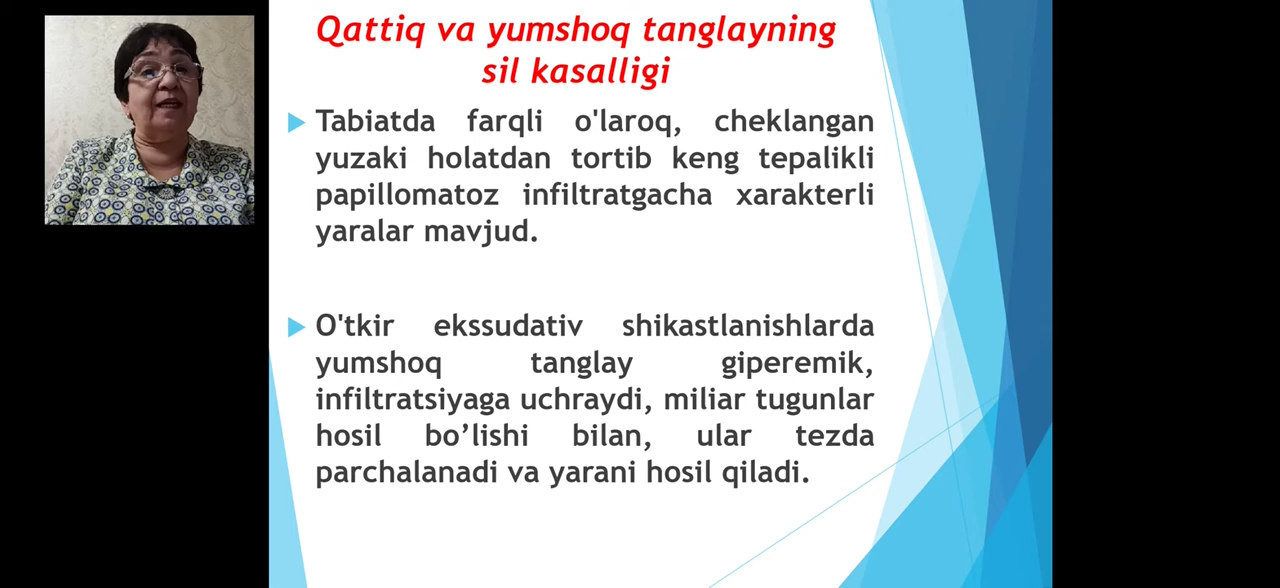 Qattiq va yumshoq tanglayning
sil kasalligi
Tabiatda farqli o'laroq, cheklangan
yuzaki holatdan tortib keng tepalikli
papillomatoz infiltratgacha xarakterli
yaralar mavjud.
O'tkir ekssudativ shikastlanishlarda
yumshoq tanglay giperemik,
infiltratsiyaga uchraydi, miliar tugunlar
hosil bo’lishi bilan, ular tezda
parchalanadi va yarani hosil qiladi.